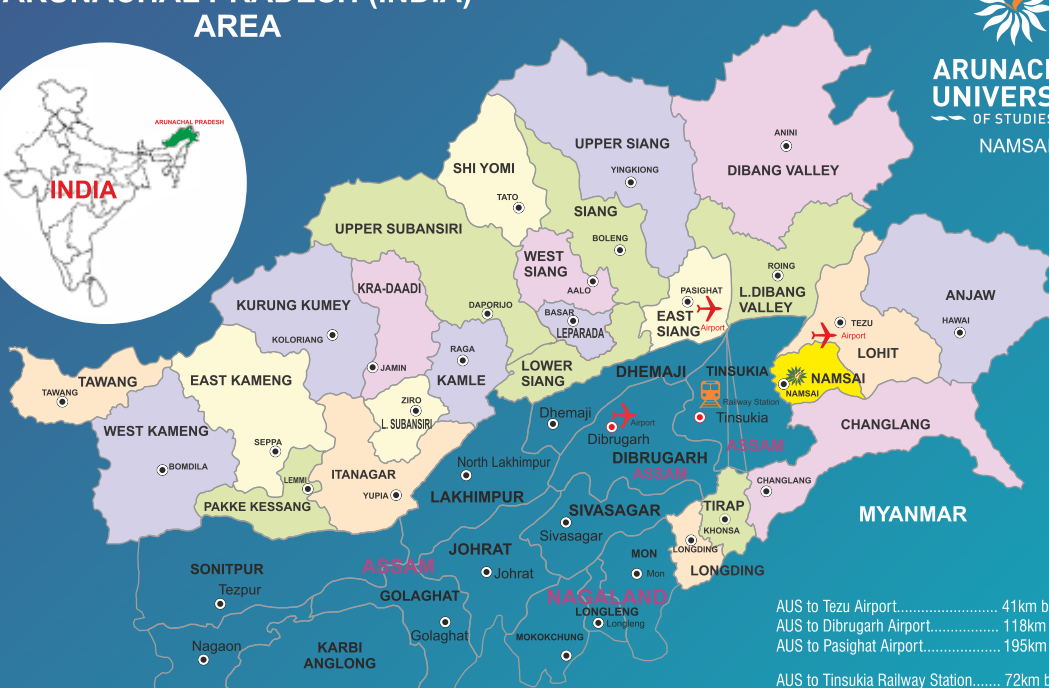 ARUNACHAL PRADESH (INDIA)
AREA
ARUNACH
UNIVERS
OF STUDIES
NAMSAI
ARUNACHAL PRADESH
INDIA
ANINI
DIBANG VALLEY
UPPER SIANG
YINGKIONG
SHI YOMI
TATO
SIANG
BOLENG
UPPER SUBANSIRI
WEST
SIANG
AALO
ROING
L.DIBANG
VALLEY
PASIGHAT
EAST
SIANG
Airport
KRA-DAADI
DAPORIJO
BASAR
LEPARADA
KURUNG KUMEY
KOLORIANG
ANJAW
HAWAI
TEZU
Airport
LOHIT
RAGA
KAMLE
JAMIN
LOWER
SIANG
DHEMAJI
TINSUKIA
NAMSAI
NAMSAI
TAWANG
TAWANG
EAST KAMENG
ZIRO
L. SUBANSIRI
Railway Station
Tinsukia
Dhemaji
Airport
Dibrugarh
CHANGLANG
WEST KAMENG
SEPPA
ASSAM
DIBRUGARH
ASSAM
BOMDILA
LEMMI
ITANAGAR
YUPIA
North Lakhimpur
LAKHIMPUR
CHANGLANG
PAKKE KESSANG
TIRAP
KHONSA
MYANMAR
SIVASAGAR
Sivasagar
LONGDING
LONGDING
JOHRAT
Johrat
MON
Mon
ASSAM
SONITPUR
Tezpur
GOLAGHAT
Golaghat
NAGALAND
LONGLENG
Longleng
MOKOKCHUNG
Nagaon
KARBI
ANGLONG
AUS to Tezu Airport.......................... 41km b
AUS to Dibrugarh Airport.................. 118km
AUS to Pasighat Airport.................... 195km
AUS to Tinsukia Railway Station....... 72km b